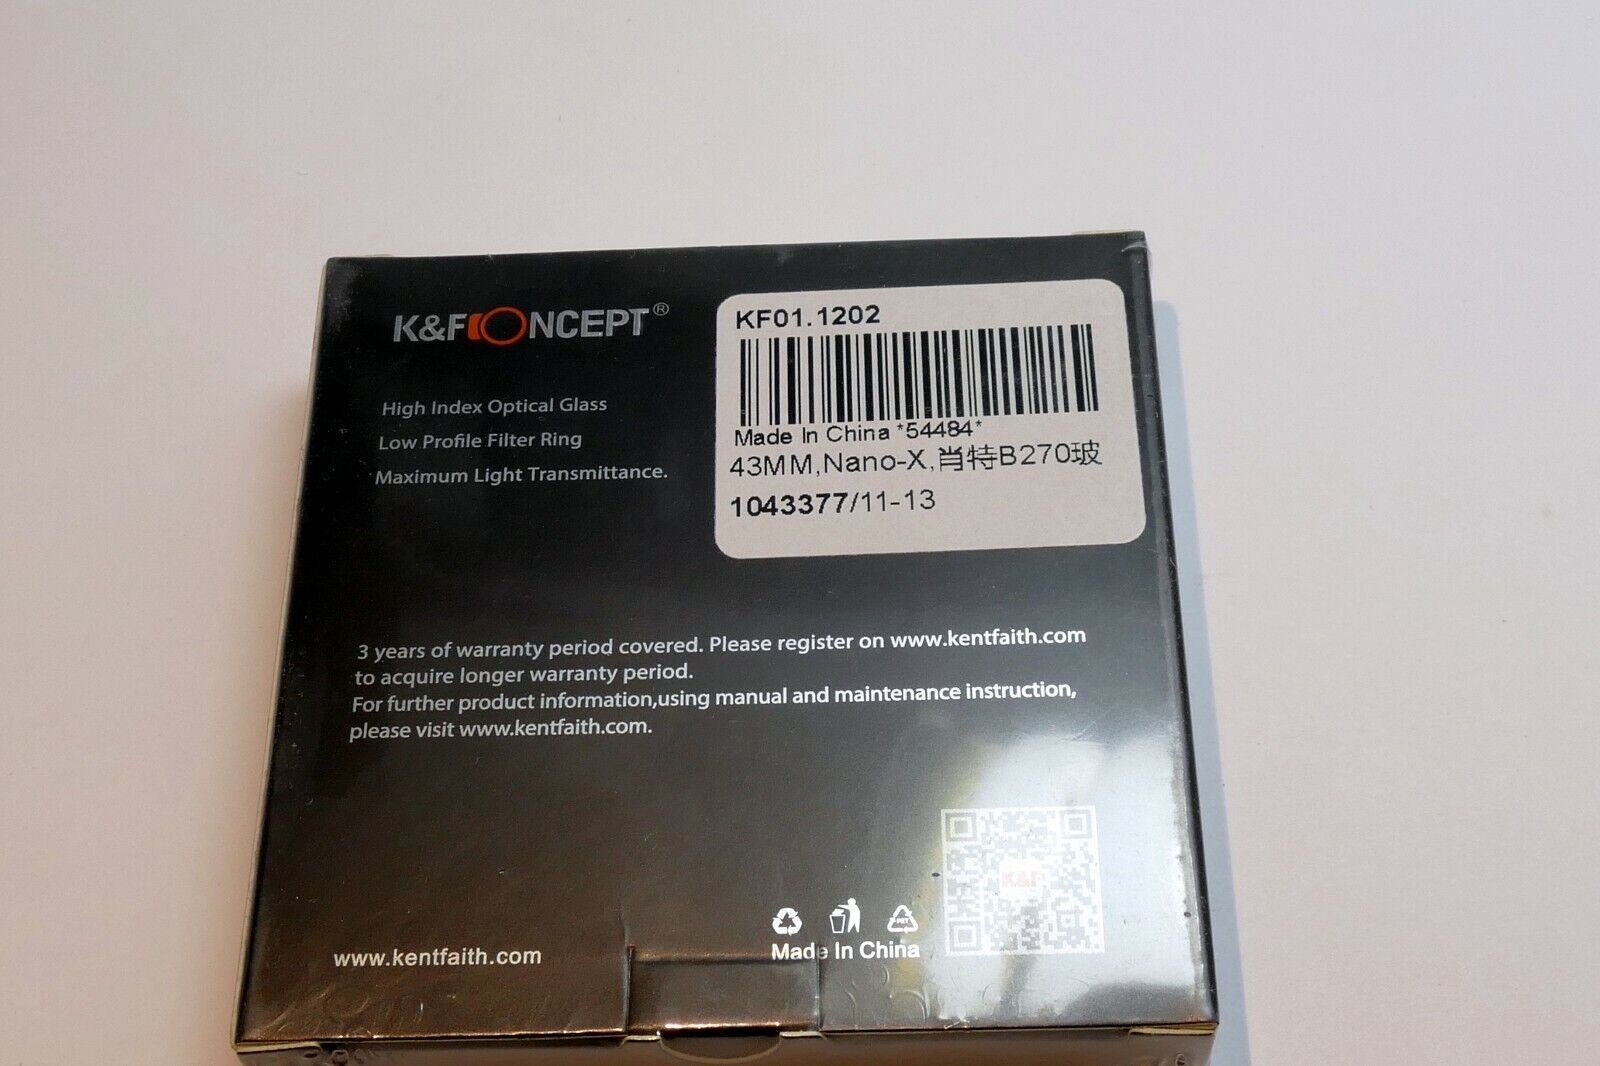 K&FCONCEPT®
High Index Optical Glass
Low Profile Filter Ring
Maximum Light Transmittance.
KF01.1202
Made In China *54484*
43MM,Nano-X,肖特B270玻
1043377/11-13
3 years of warranty period covered. Please register on www.kentfaith.com
to acquire longer warranty period.
For further product information,using manual and maintenance instruction,
please visit www.kentfaith.com.
K&F
PET
www.kentfaith.com
Made In China